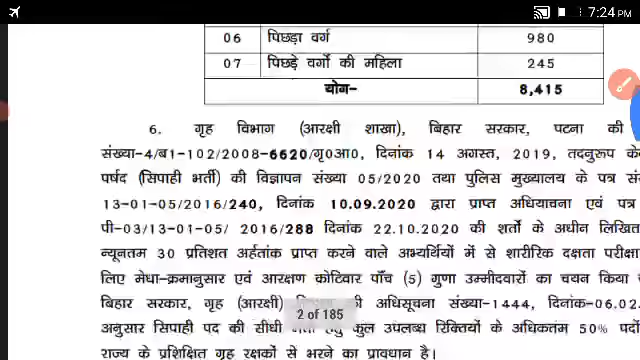 7:24 PM
06 पिछड़ा वर्ग 980
07 पिछड़े वर्गो की महिला 245
योग- 8,415
6. गृह विभाग (आरक्षी शाखा), बिहार सरकार, पटना की
संख्या-4/ब1-102/2008-6620/गृ0आ0, दिनांक 14 अगस्त, 2019, तदनुरूप
पर्षद (सिपाही भर्ती) की विज्ञापन संख्या 05/2020 तथा पुलिस मुख्यालय के पत्र
13-01-05/2016/240, दिनांक 10.09.2020 द्वारा प्राप्त अधियाचना एवं पत्र
पी-03/13-01-05/ 2016/288 दिनांक 22.10.2020 की शर्तो के अधीन लिखित
न्यूनतम 30 प्रतिशत अर्हतांक प्राप्त करने वाले अभ्यर्थियों में से शारीरिक दक्षता
लिए मेधा-क्रमानुसार एवं आरक्षण कोटिवार पाँच (5) गुणा उम्मीदवारों का चयन किया
बिहार सरकार, गृह (आरक्षी) की अधिसूचना संख्या-1444, दिनांक-06.02.
2 of 185
अनुसार सिपाही पद की सीधी कुल उपलब्ध रिक्तियों के अधिकतम 50%
राज्य के प्रशिक्षित गृह रक्षकों से भरने का प्रावधान है।